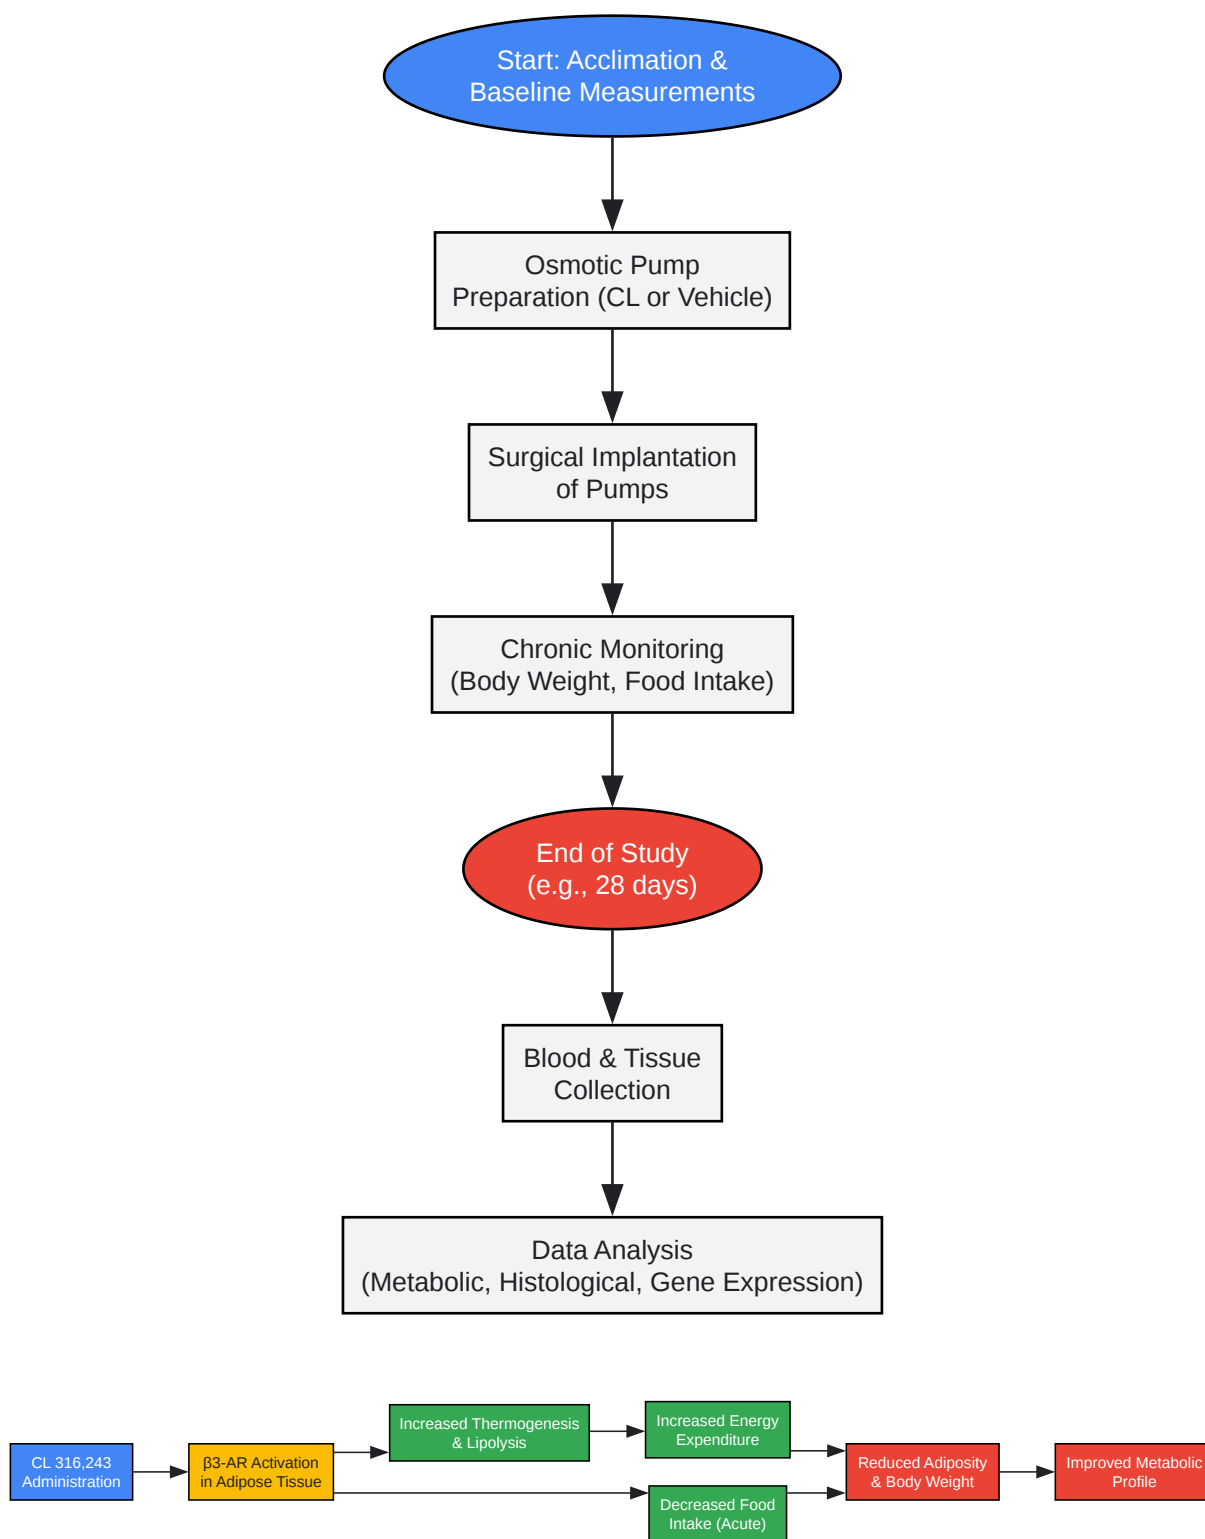 Start: Acclimation &
Baseline Measurements
Osmotic Pump
Preparation (CL or Vehicle)
Surgical Implantation
of Pumps
Chronic Monitoring
(Body Weight, Food Intake)
End of Study
(e.g., 28 days)
Blood & Tissue
Collection
Data Analysis
(Metabolic, Histological, Gene Expression)
CL 316,243
Administration
β3-AR Activation
in Adipose Tissue
Increased Thermogenesis
& Lipolysis
Increased Energy
Expenditure
Decreased Food
Intake (Acute)
Reduced Adiposity
& Body Weight
Improved Metabolic
Profile